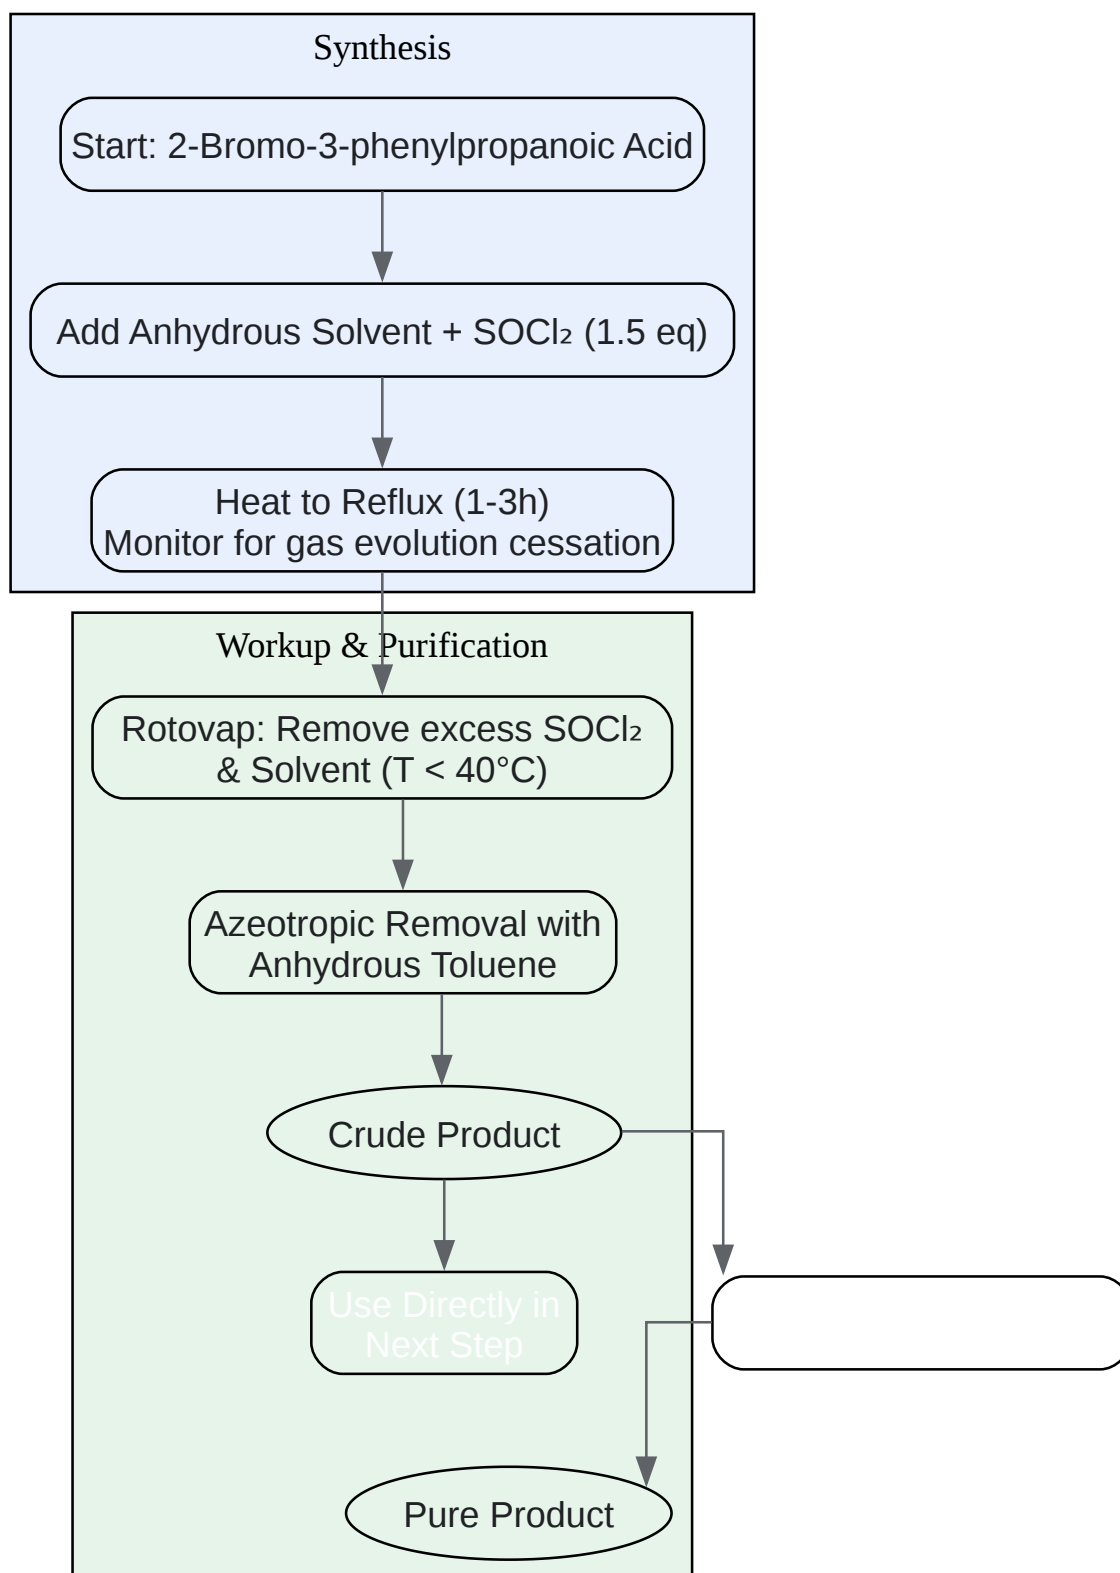 Synthesis
Start: 2-Bromo-3-phenylpropanoic Acid
Add Anhydrous Solvent + SOCl₂ (1.5 eq)
Heat to Reflux (1-3h)
Monitor for gas evolution cessation
Workup & Purification
Rotovap: Remove excess SOCl₂
& Solvent (T < 40°C)
Azeotropic Removal with
Anhydrous Toluene
Crude Product
Use Directly in
Next Step
Pure Product